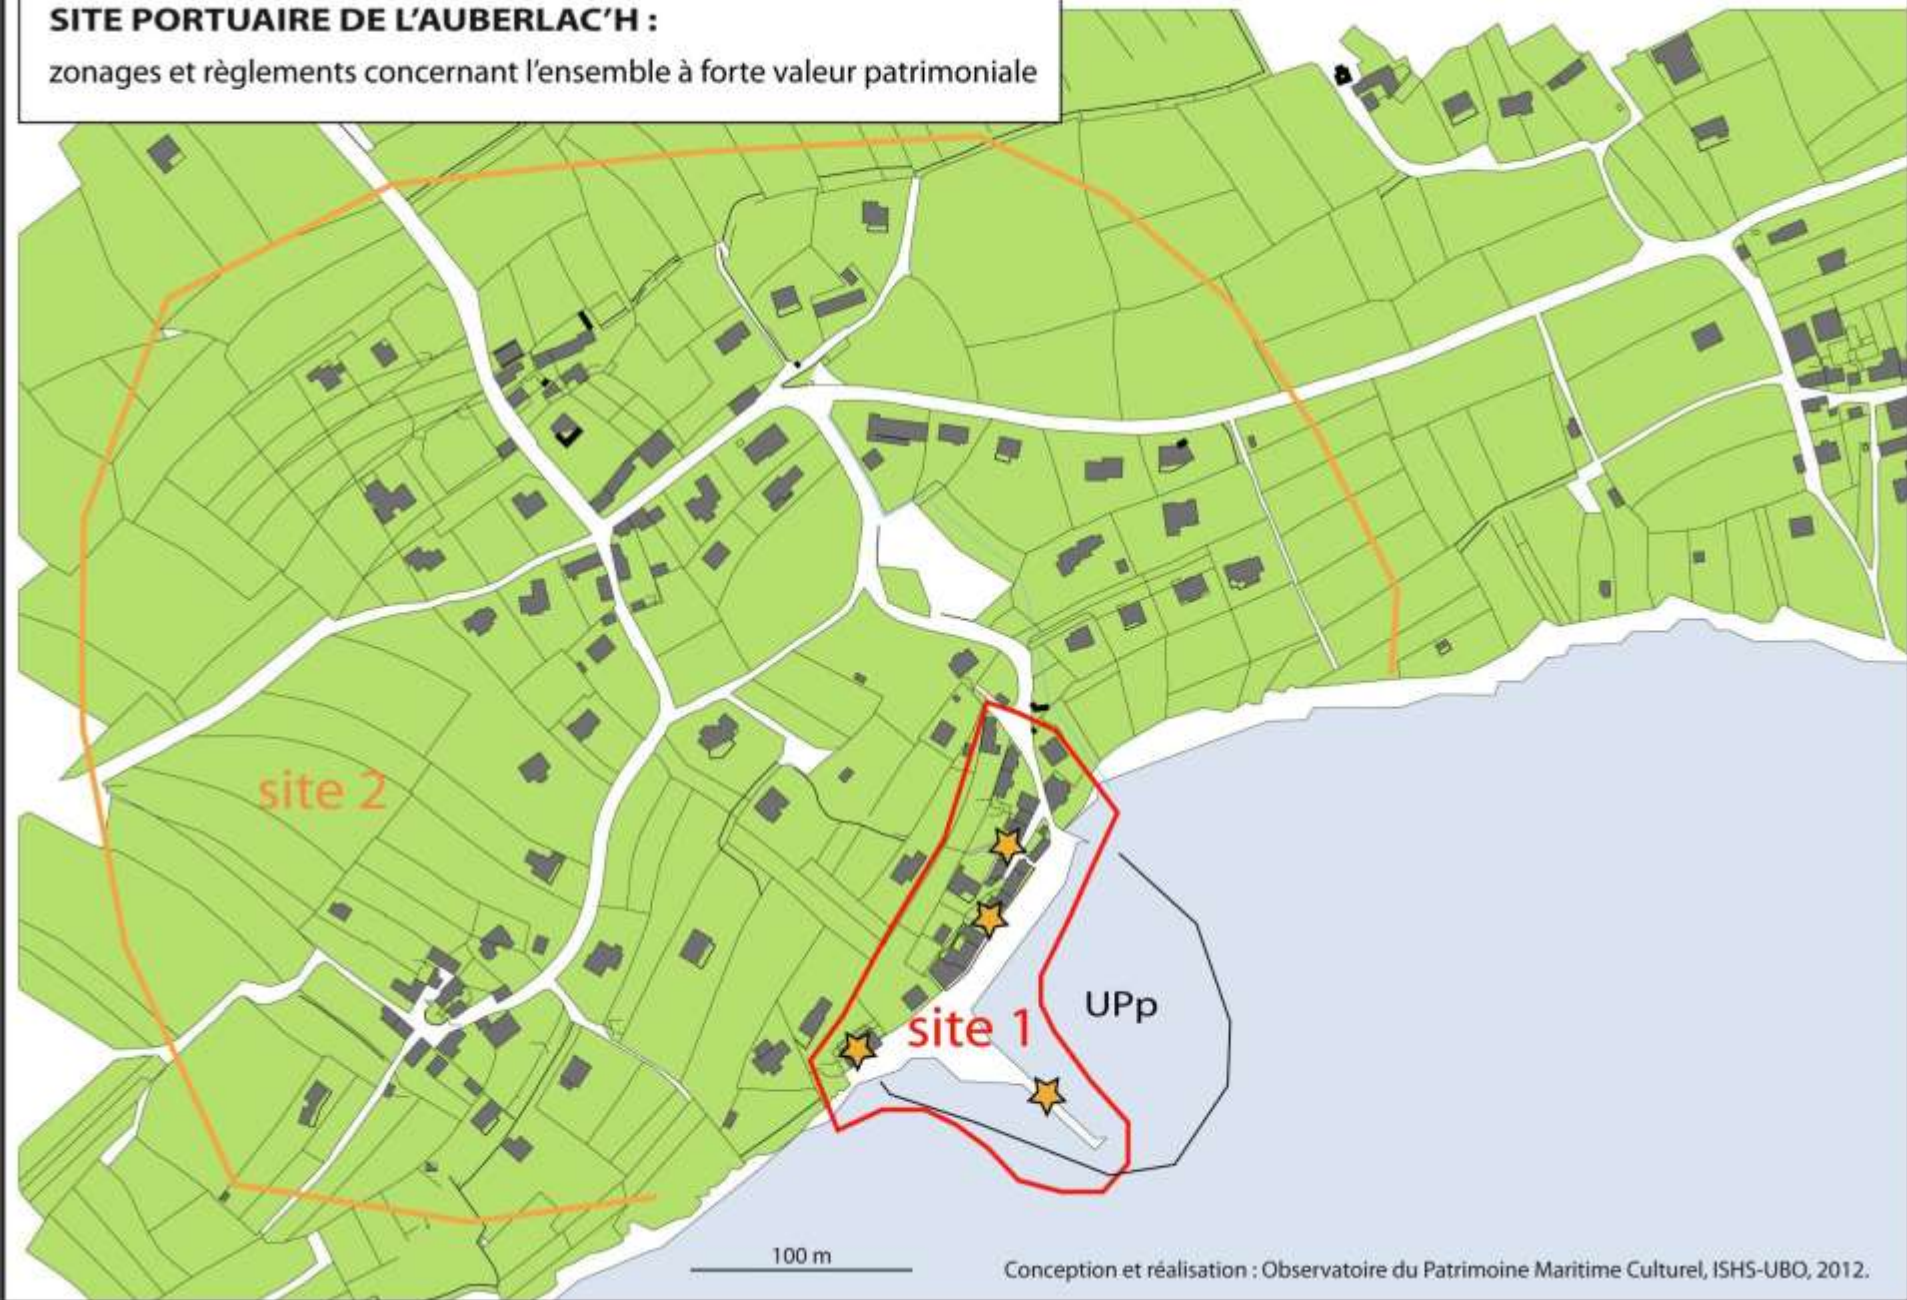 SITE PORTUAIRE DE L'AUBERLAC'H :
zonages et règlements concernant l'ensemble à forte valeur patrimoniale
site 2
site 1
UPp
100 m
Conception et réalisation : Observatoire du Patrimoine Maritime Culturel, ISHS-UBO, 2012.